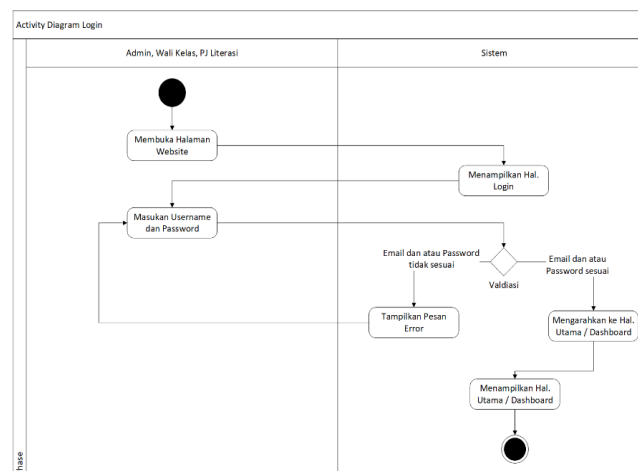 Activity Diagram Login
Admin, Wali Kelas, PJ Literasi
Sistem
Membuka Halaman
Website
Menampilkan Hal.
Login
Masukan Username
dan Password
Email dan atau Password
tidak sesuai
Email dan atau
Password sesuai
Valdiasi
Tampilkan Pesan
Error
Mengarahkan ke Hal.
Utama / Dashboard
Menampilkan Hal.
Utama / Dashboard
hase